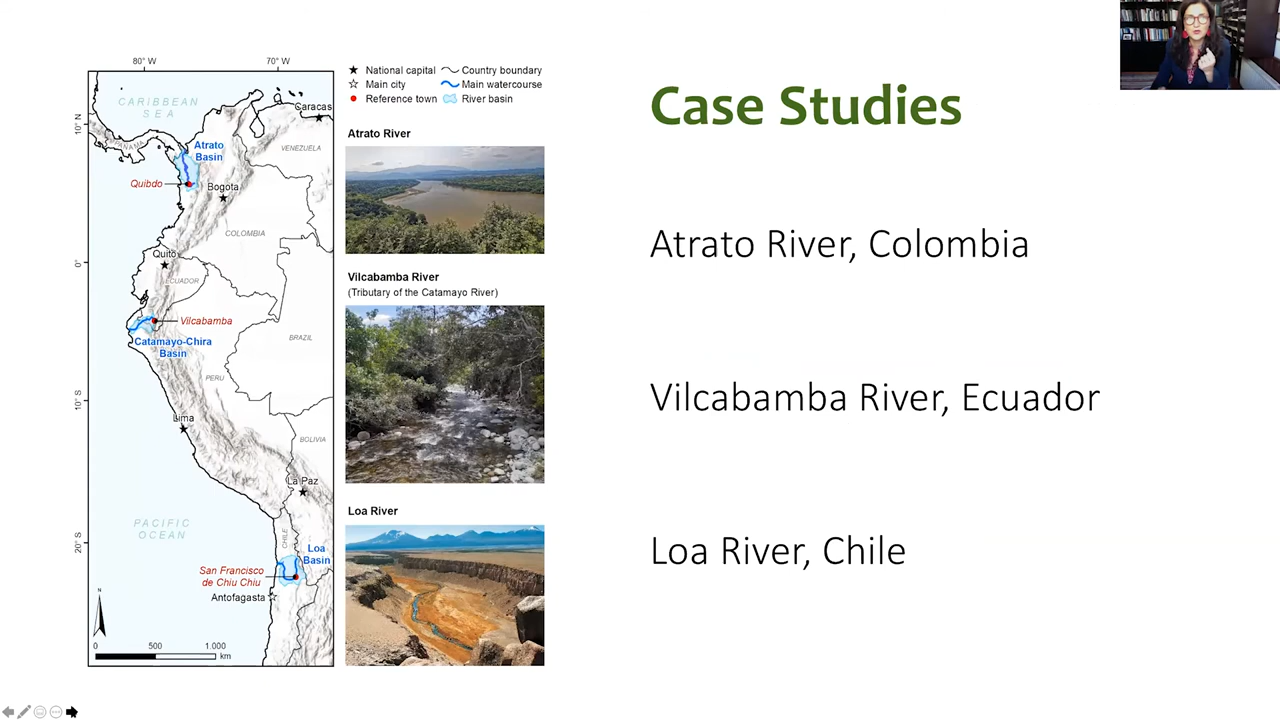 80° W
70° W
CARIBBEAN
SEA
PANAMA
Caracas
10° N
Atrato
Basin
VENEZUELA
Quibdo
Bogota
COLOMBIA
Quito
0°
ECUADOR
Vilcabamba
Catamayo-Chira
Basin
BRAZIL
PERU
10° S
Lima
BOLIVIA
La Paz
PACIFIC
OCEAN
CHILE
20° S
Loa
Basin
San Francisco
de Chiu Chiu
Antofagasta
N
0 500 1.000
km
National capital Country boundary
Main city Main watercourse
Reference town River basin
Atrato River
Vilcabamba River
(Tributary of the Catamayo River)
Loa River
Case Studies
Atrato River, Colombia
Vilcabamba River, Ecuador
Loa River, Chile